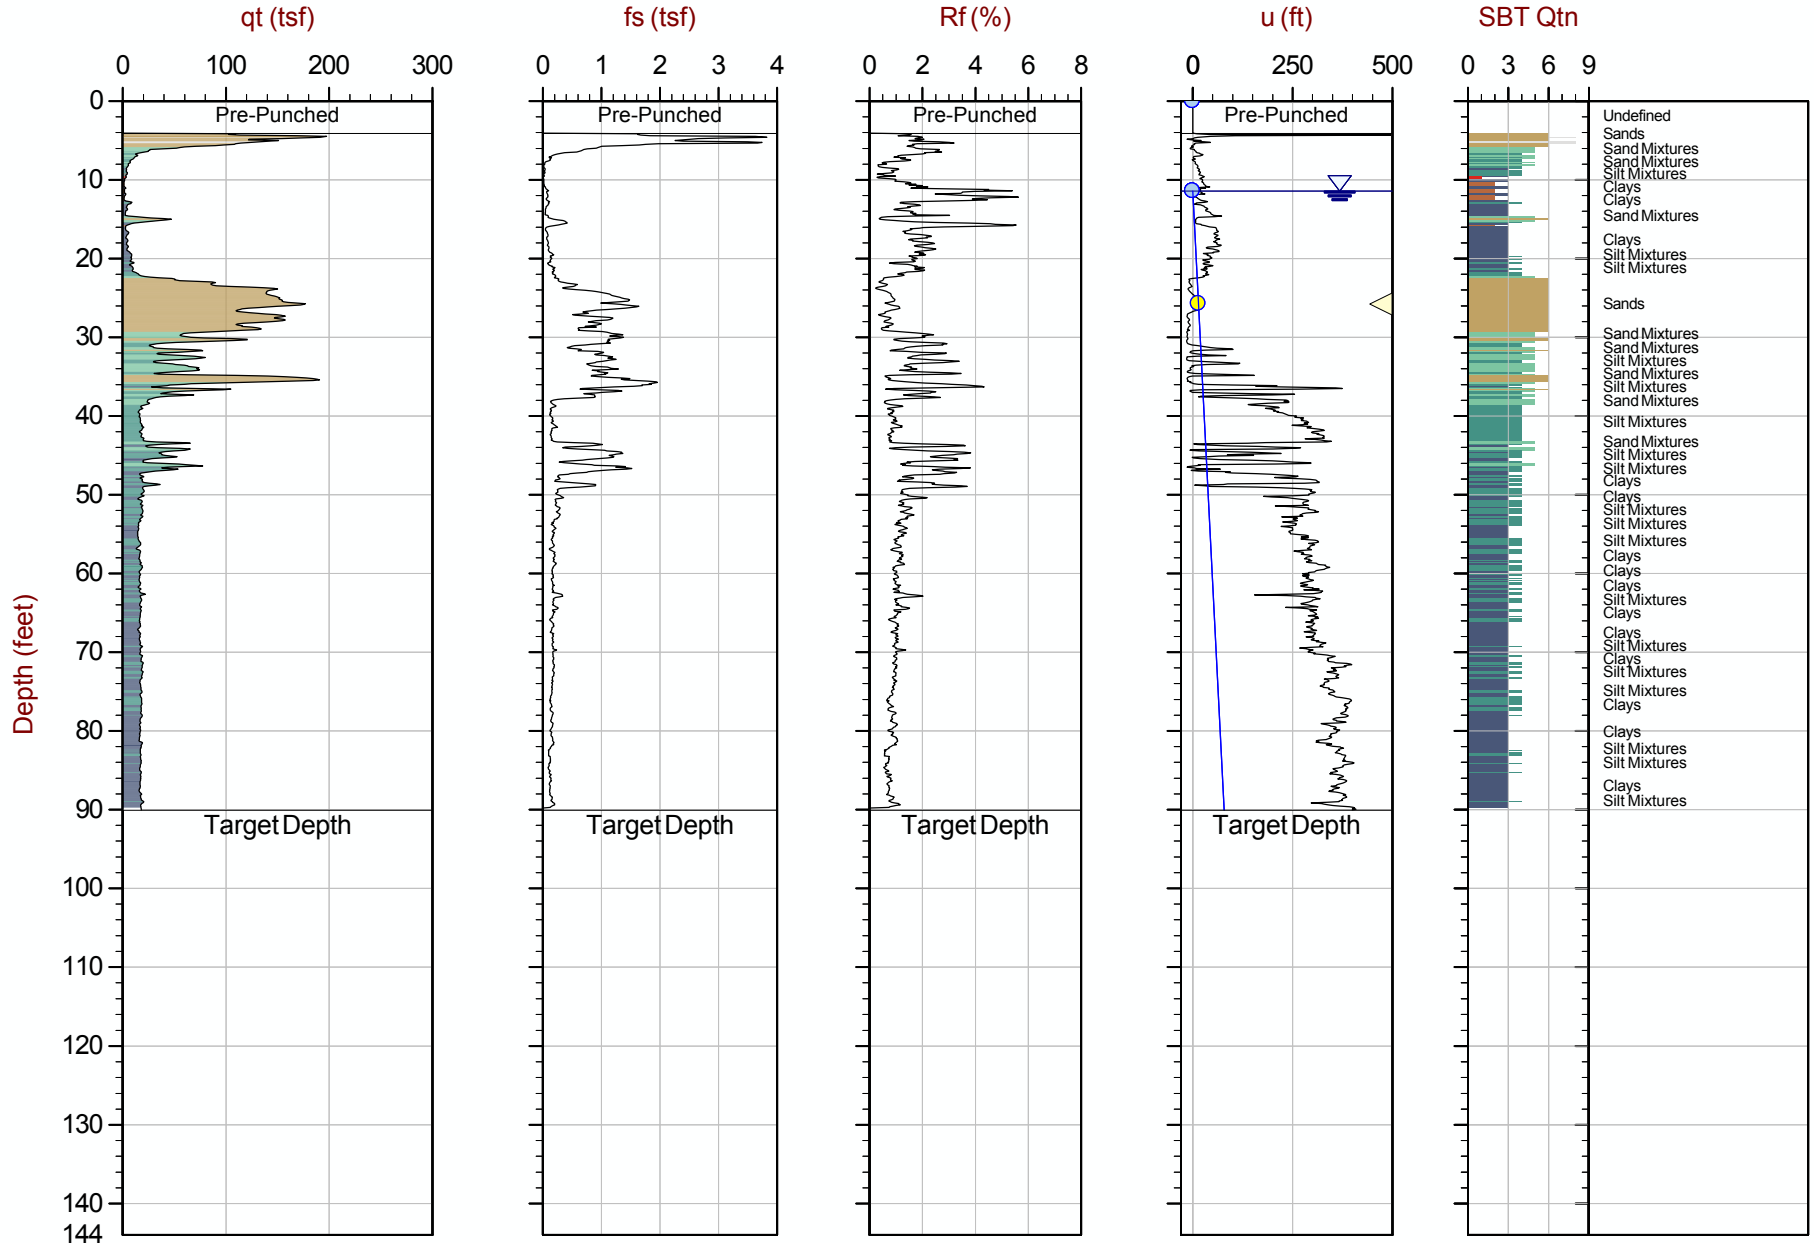 qt (tsf) fs (tsf) Rf (%) u (ft) SBT Qtn
0 100 200 300 0 1 2 3 4 0 2 4 6 8 0 250 500 0 3 6 9
0
Pre-Punched Pre-Punched Pre-Punched Pre-Punched
Undefined
Sands
Sand Mixtures
Sand Mixtures
Silt Mixtures
10
Clays
Clays
Sand Mixtures
Clays
Silt Mixtures
20
Silt Mixtures
Sands
30
Sand Mixtures
Sand Mixtures
Silt Mixtures
Sand Mixtures
Silt Mixtures
Sand Mixtures
40
Silt Mixtures
Sand Mixtures
Silt Mixtures
Silt Mixtures
Clays
50
Clays
Silt Mixtures
Silt Mixtures
Silt Mixtures
Clays
60
Clays
Clays
Silt Mixtures
Clays
Clays
Silt Mixtures
70
Clays
Silt Mixtures
Silt Mixtures
Clays
80
Clays
Silt Mixtures
Silt Mixtures
Clays
Silt Mixtures
90
Target Depth Target Depth Target Depth Target Depth
100
110
120
130
140
144
Depth (feet)